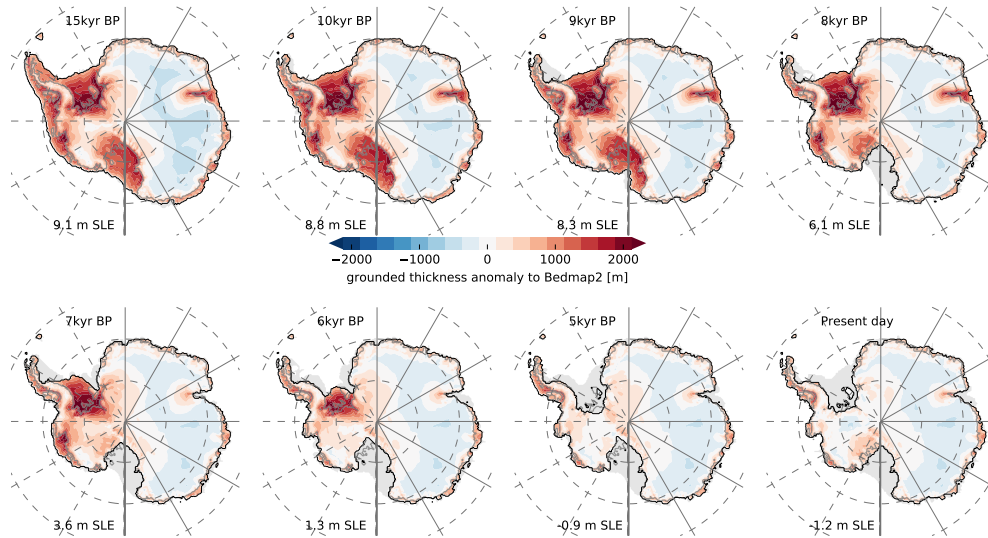 15kyr BP
10kyr BP
9kyr BP
8kyr BP
9.1 m SLE
8.8 m SLE
8.3 m SLE
6.1 m SLE
−2000 −1000 0 1000 2000
grounded thickness anomaly to Bedmap2 [m]
7kyr BP
6kyr BP
5kyr BP
Present day
3.6 m SLE
1.3 m SLE
-0.9 m SLE
-1.2 m SLE